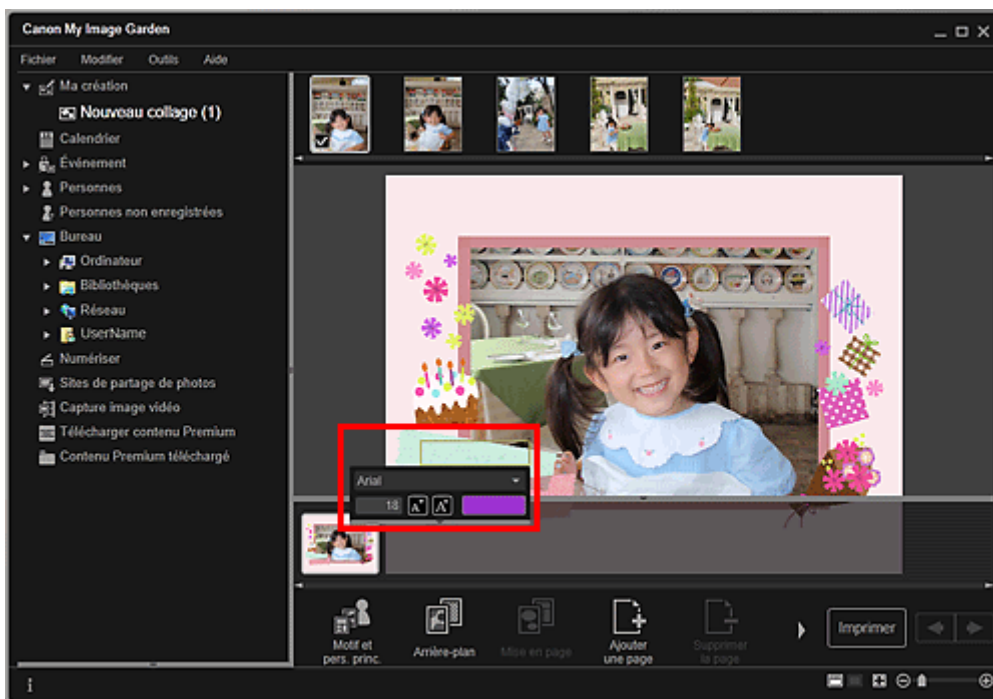 Canon My Image Garden
Fichier Modifier Outils Aide
Ma création
Nouveau collage (1)
Calendrier
Événement
Personnes
Personnes non enregistrées
Bureau
Ordinateur
Bibliothèques
Réseau
UserName
Numériser
Sites de partage de photos
Capture image vidéo
Télécharger contenu Premium
Contenu Premium téléchargé
Arial
18 A A
Motif et
pers. princ.
Arrière-plan
Mise en page
Ajouter
une page
Supprimer
la page
Imprimer